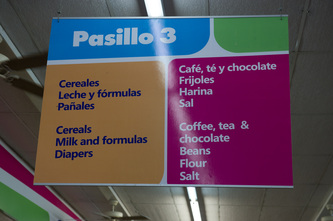 Pasillo 3
Cereales
Leche y fórmulas
Pañales
Cereals
Milk and formulas
Diapers
Café, té y chocolate
Frijoles
Harina
Sal
Coffee, tea &
chocolate
Beans
Flour
Salt